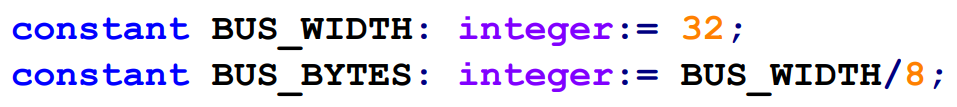 constant BUS_WIDTH: integer:= 32;
constant BUS_BYTES: integer:= BUS_WIDTH/8;